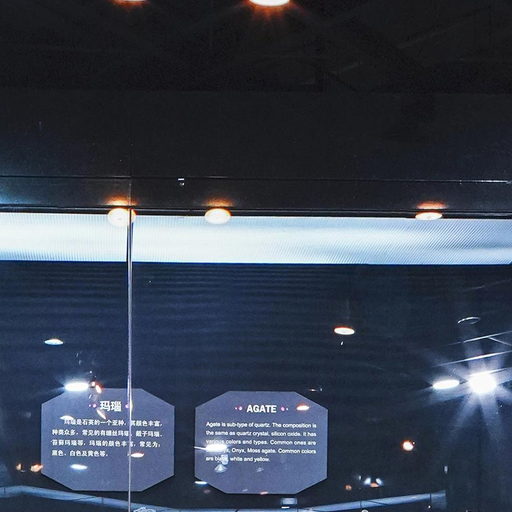 玛瑙
玛瑙是石英的一个亚种，其颜色丰富，
种类众多，常见的有缠丝玛瑙、截子玛瑙、
苔藓玛瑙等，玛瑙的颜色丰富，常见为：
黑色、白色及黄色等。
AGATE
Agate is sub-type of quartz. The composition is
the same as quartz crystal, silicon oxide. It has
various colors and types. Common ones are
Onyx, Moss agate. Common colors
are black, white and yellow.